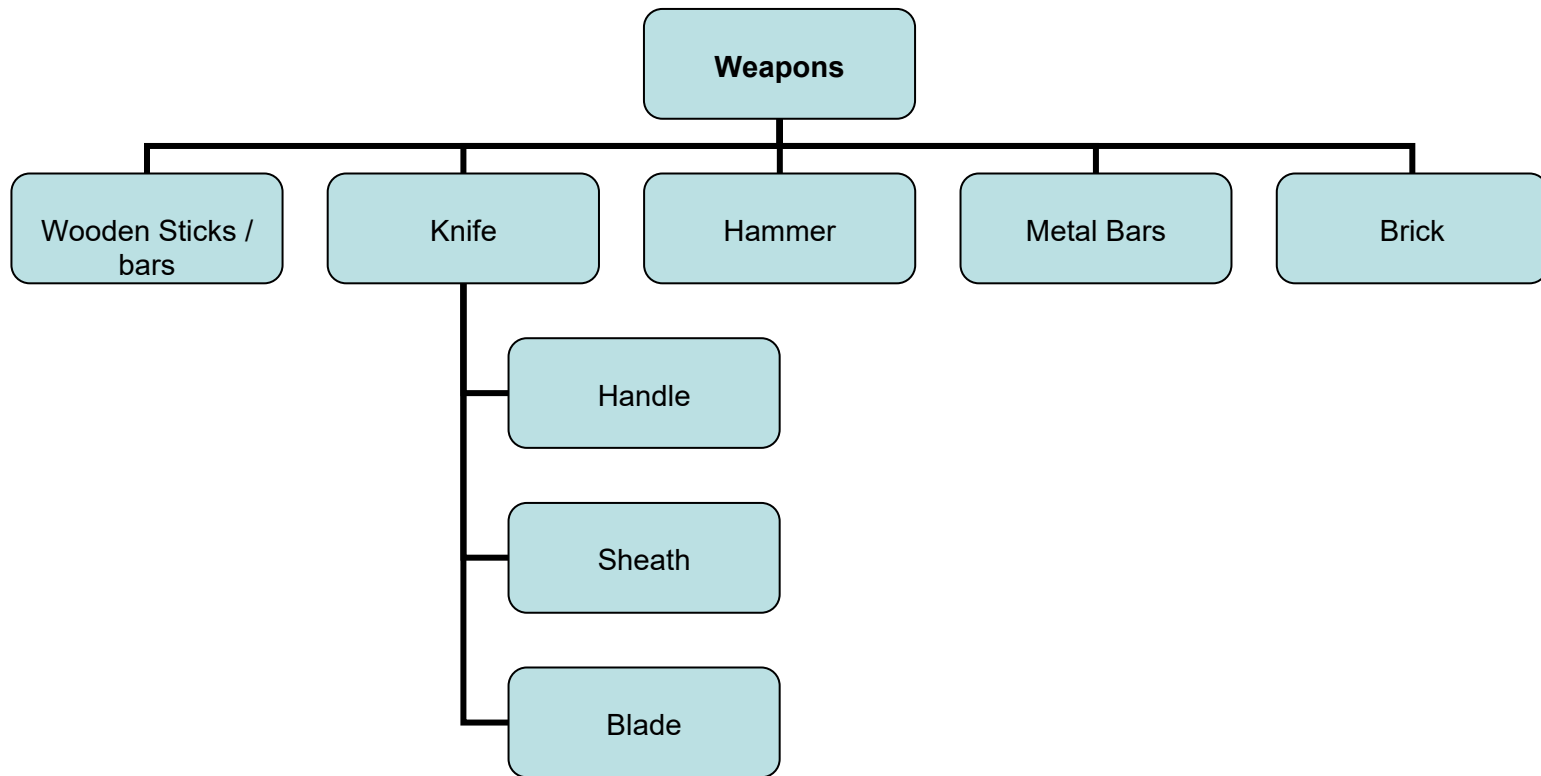 Weapons
Wooden Sticks /
bars
Knife
Hammer
Metal Bars
Brick
Handle
Sheath
Blade